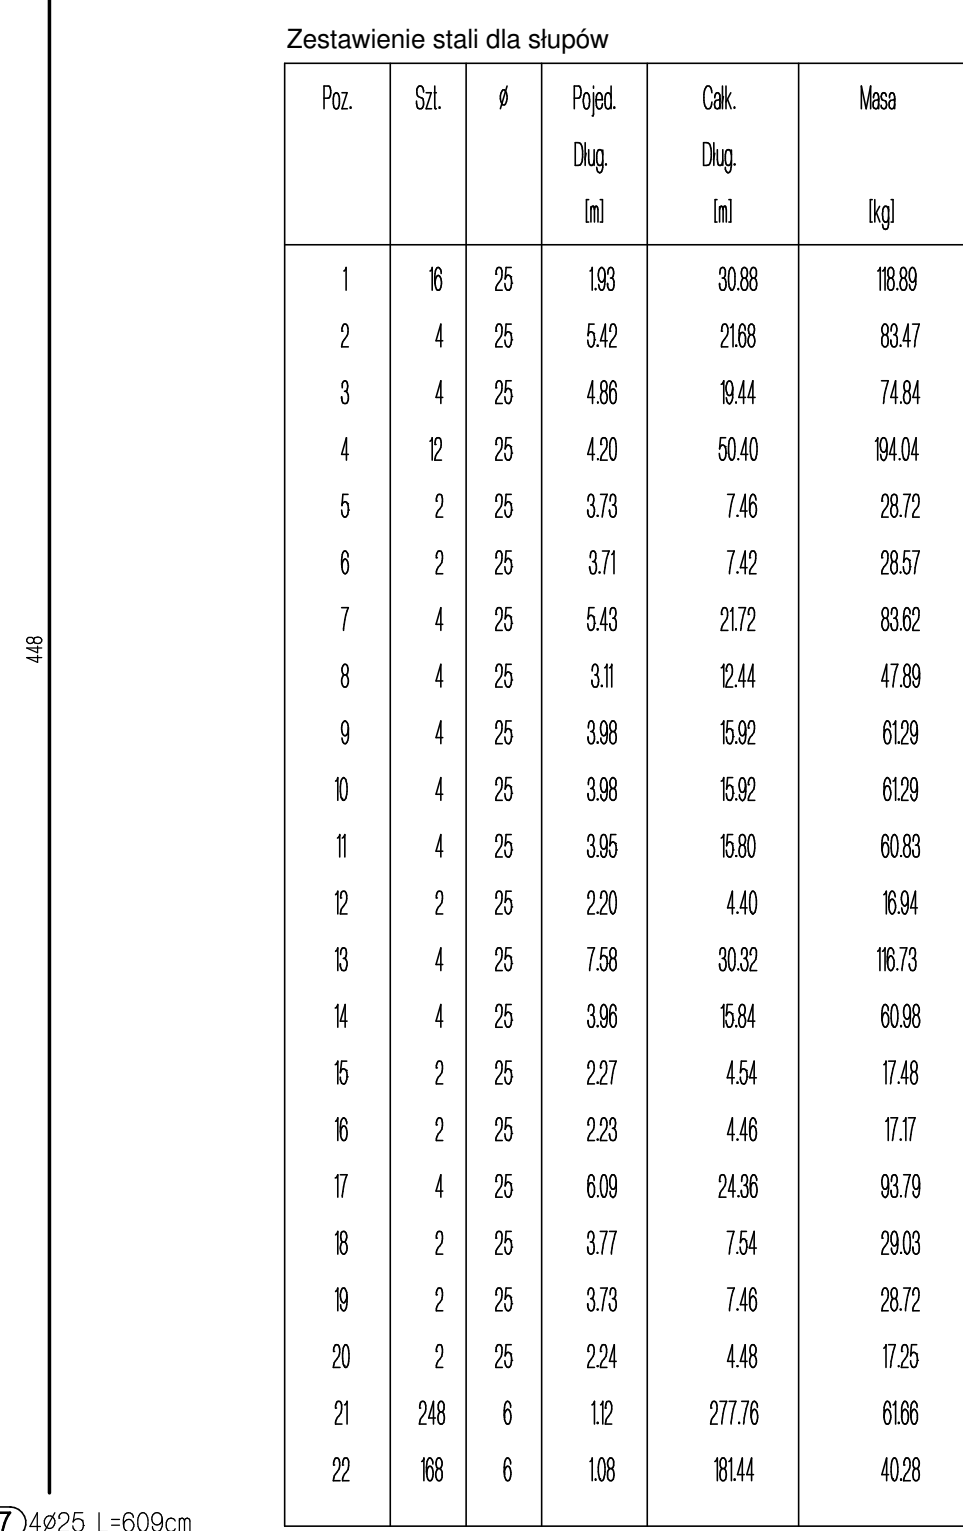 Zestawienie stali dla słupów
Poz. Szt. ø Pojed. Całk. Masa
Dług. Dług.
[m] [m] [kg]
1 16 25 1.93 30.88 118.89
2 4 25 5.42 21.68 83.47
3 4 25 4.86 19.44 74.84
4 12 25 4.20 50.40 194.04
5 2 25 3.73 7.46 28.72
6 2 25 3.71 7.42 28.57
7 4 25 5.43 21.72 83.62
8 4 25 3.11 12.44 47.89
9 4 25 3.98 15.92 61.29
10 4 25 3.98 15.92 61.29
11 4 25 3.95 15.80 60.83
12 2 25 2.20 4.40 16.94
13 4 25 7.58 30.32 116.73
14 4 25 3.96 15.84 60.98
15 2 25 2.27 4.54 17.48
16 2 25 2.23 4.46 17.17
17 4 25 6.09 24.36 93.79
18 2 25 3.77 7.54 29.03
19 2 25 3.73 7.46 28.72
20 2 25 2.24 4.48 17.25
21 248 6 1.12 277.76 61.66
22 168 6 1.08 181.44 40.28
448
7 4ø25 l=609cm